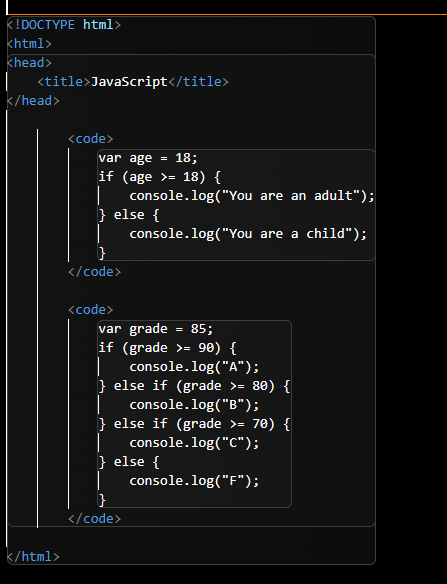 <!DOCTYPE html>
<html>
<head>
    <title>JavaScript</title>
</head>

        <code>
            var age = 18;
            if (age >= 18) {
                console.log("You are an adult");
            } else {
                console.log("You are a child");
            }
        </code>

        <code>
            var grade = 85;
            if (grade >= 90) {
                console.log("A");
            } else if (grade >= 80) {
                console.log("B");
            } else if (grade >= 70) {
                console.log("C");
            } else {
                console.log("F");
            }
        </code>

</html>